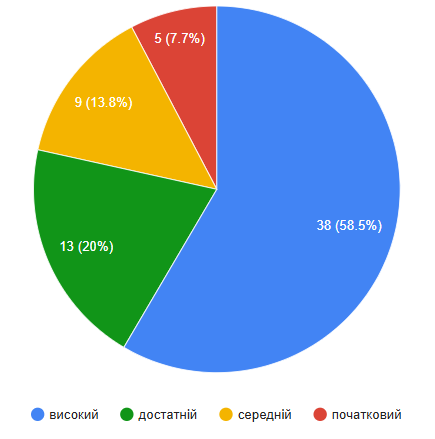 5 (7.7%)
9 (13.8%)
38 (58.5%)
13 (20%)
високий достатній середній початковий